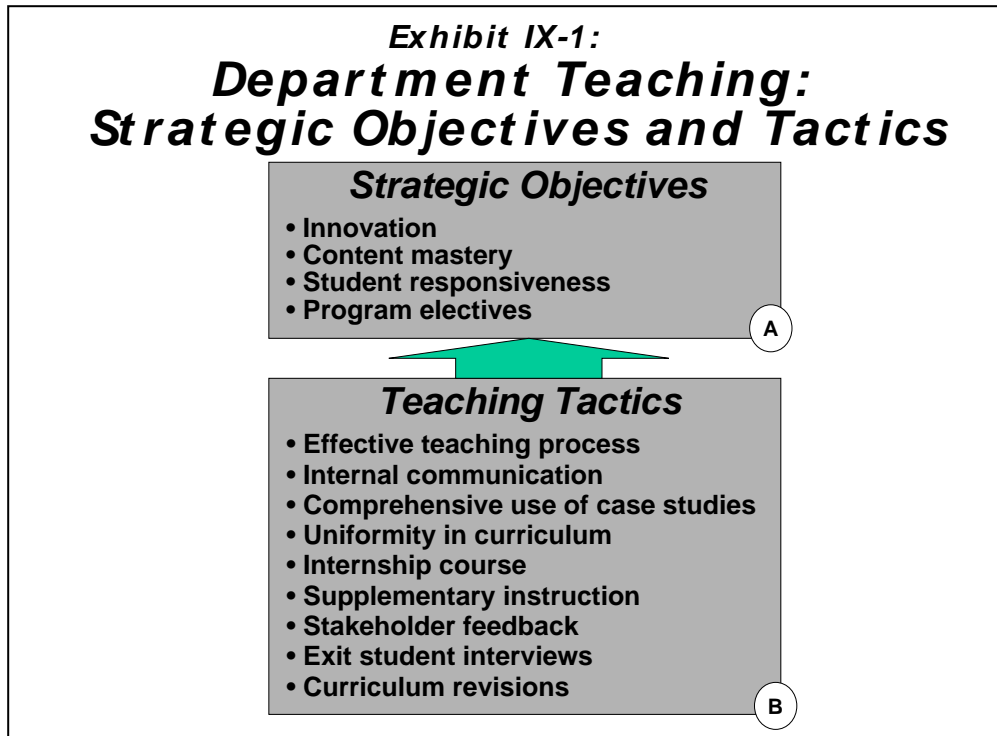 Exhibit IX-1:
Department Teaching:
Strategic Objectives and Tactics
Strategic Objectives
• Innovation
• Content mastery
• Student responsiveness
• Program electives
A
Teaching Tactics
• Effective teaching process
• Internal communication
• Comprehensive use of case studies
• Uniformity in curriculum
• Internship course
• Supplementary instruction
• Stakeholder feedback
• Exit student interviews
• Curriculum revisions
B